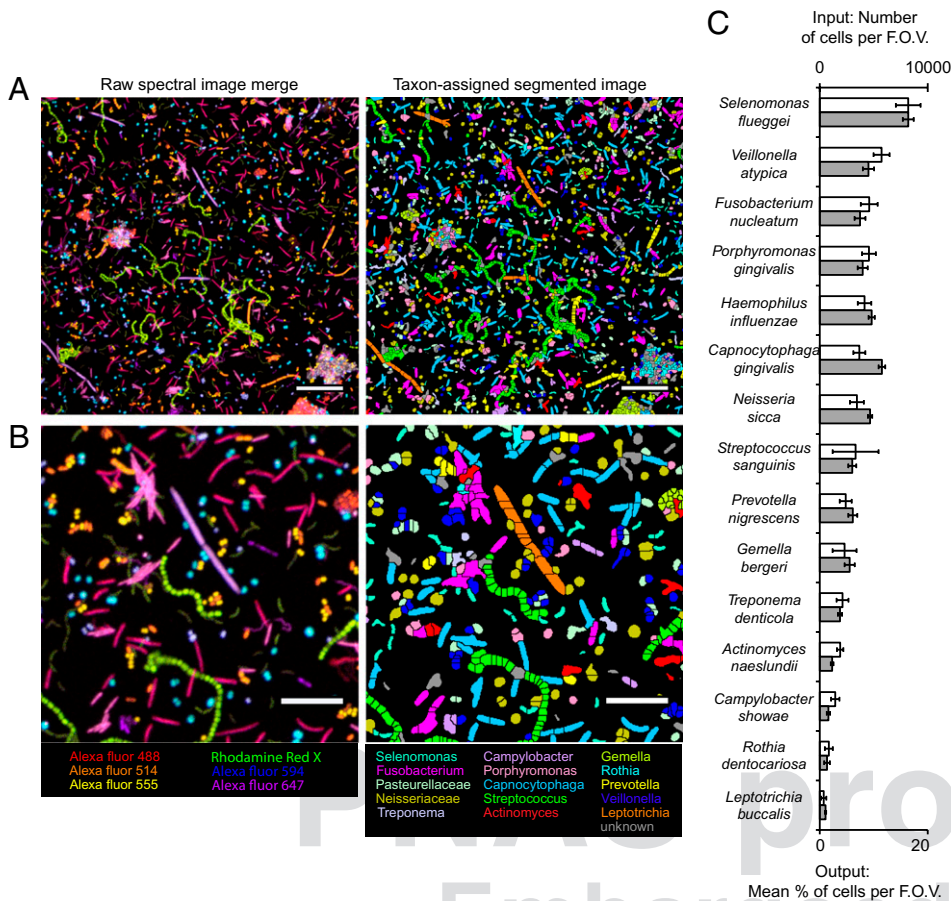 A
Raw spectral image merge
Taxon-assigned segmented image
B
Alexa fluor 488
Alexa fluor 514
Alexa fluor 555
Rhodamine Red X
Alexa fluor 594
Alexa fluor 647
Selenomonas
Fusobacterium
Pasteurellaceae
Neisseriaceae
Treponema
Campylobacter
Porphyromonas
Capnocytophaga
Streptococcus
Actinomyces
Gemella
Rothia
Prevotella
Veillonella
Leptotrichia
unknown
C
Input: Number
of cells per F.O.V.
0 10000
Selenomonas
flueggei
Veillonella
atypica
Fusobacterium
nucleatum
Porphyromonas
gingivalis
Haemophilus
influenzae
Capnocytophaga
gingivalis
Neisseria
sicca
Streptococcus
sanguinis
Prevotella
nigrescens
Gemella
bergeri
Treponema
denticola
Actinomyces
naeslundii
Campylobacter
showae
Rothia
dentocariosa
Leptotrichia
buccalis
0 20
Output:
Mean % of cells per F.O.V.
PNAS pro